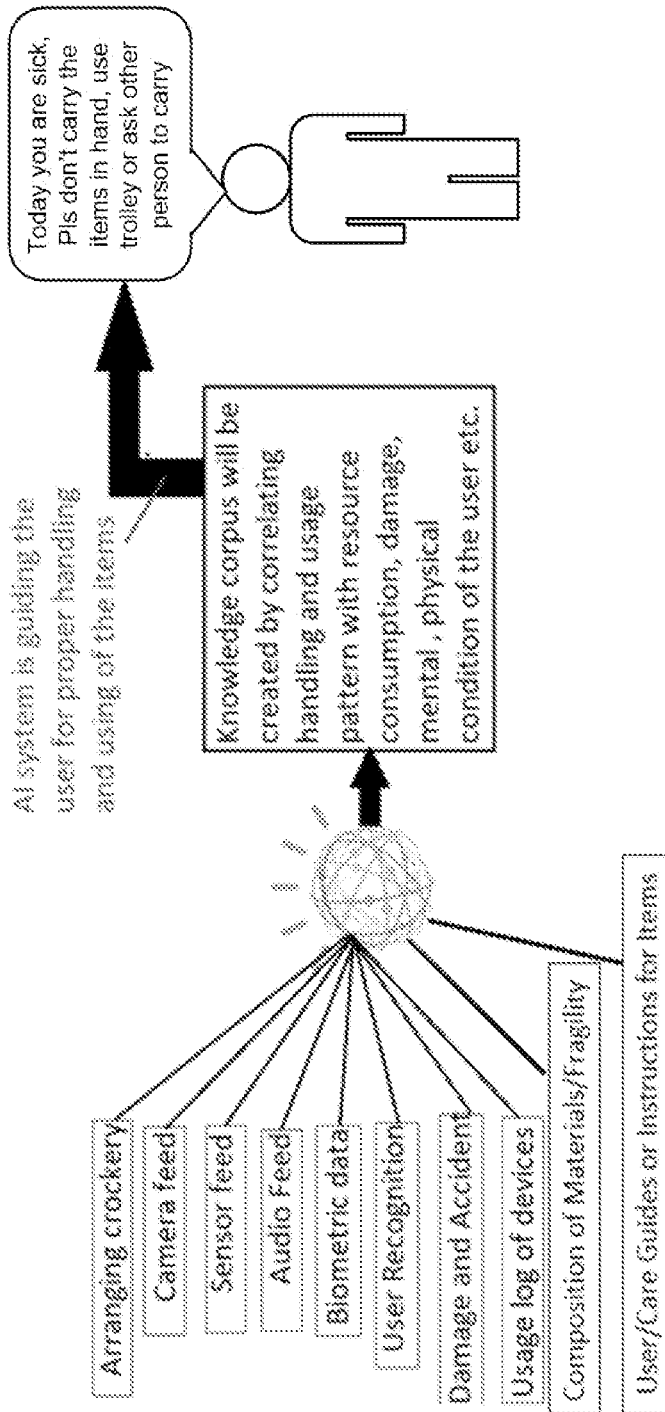 Arranging crockery
Camera feed
Sensor feed
Audio Feed
Biometric data
User Recognition
Damage and Accident
Usage log of devices
Composition of Materials/Fragility
User/Care Guides or Instructions for Items
AI system is guiding the
user for proper handling
and using of the items
Knowledge corpus will be
created by correlating
handling and usage
pattern with resource
consumption, damage,
mental , physical
condition of the user etc.
Today you are sick,
Pls don't carry the
items in hand, use
trolley or ask other
person to carry